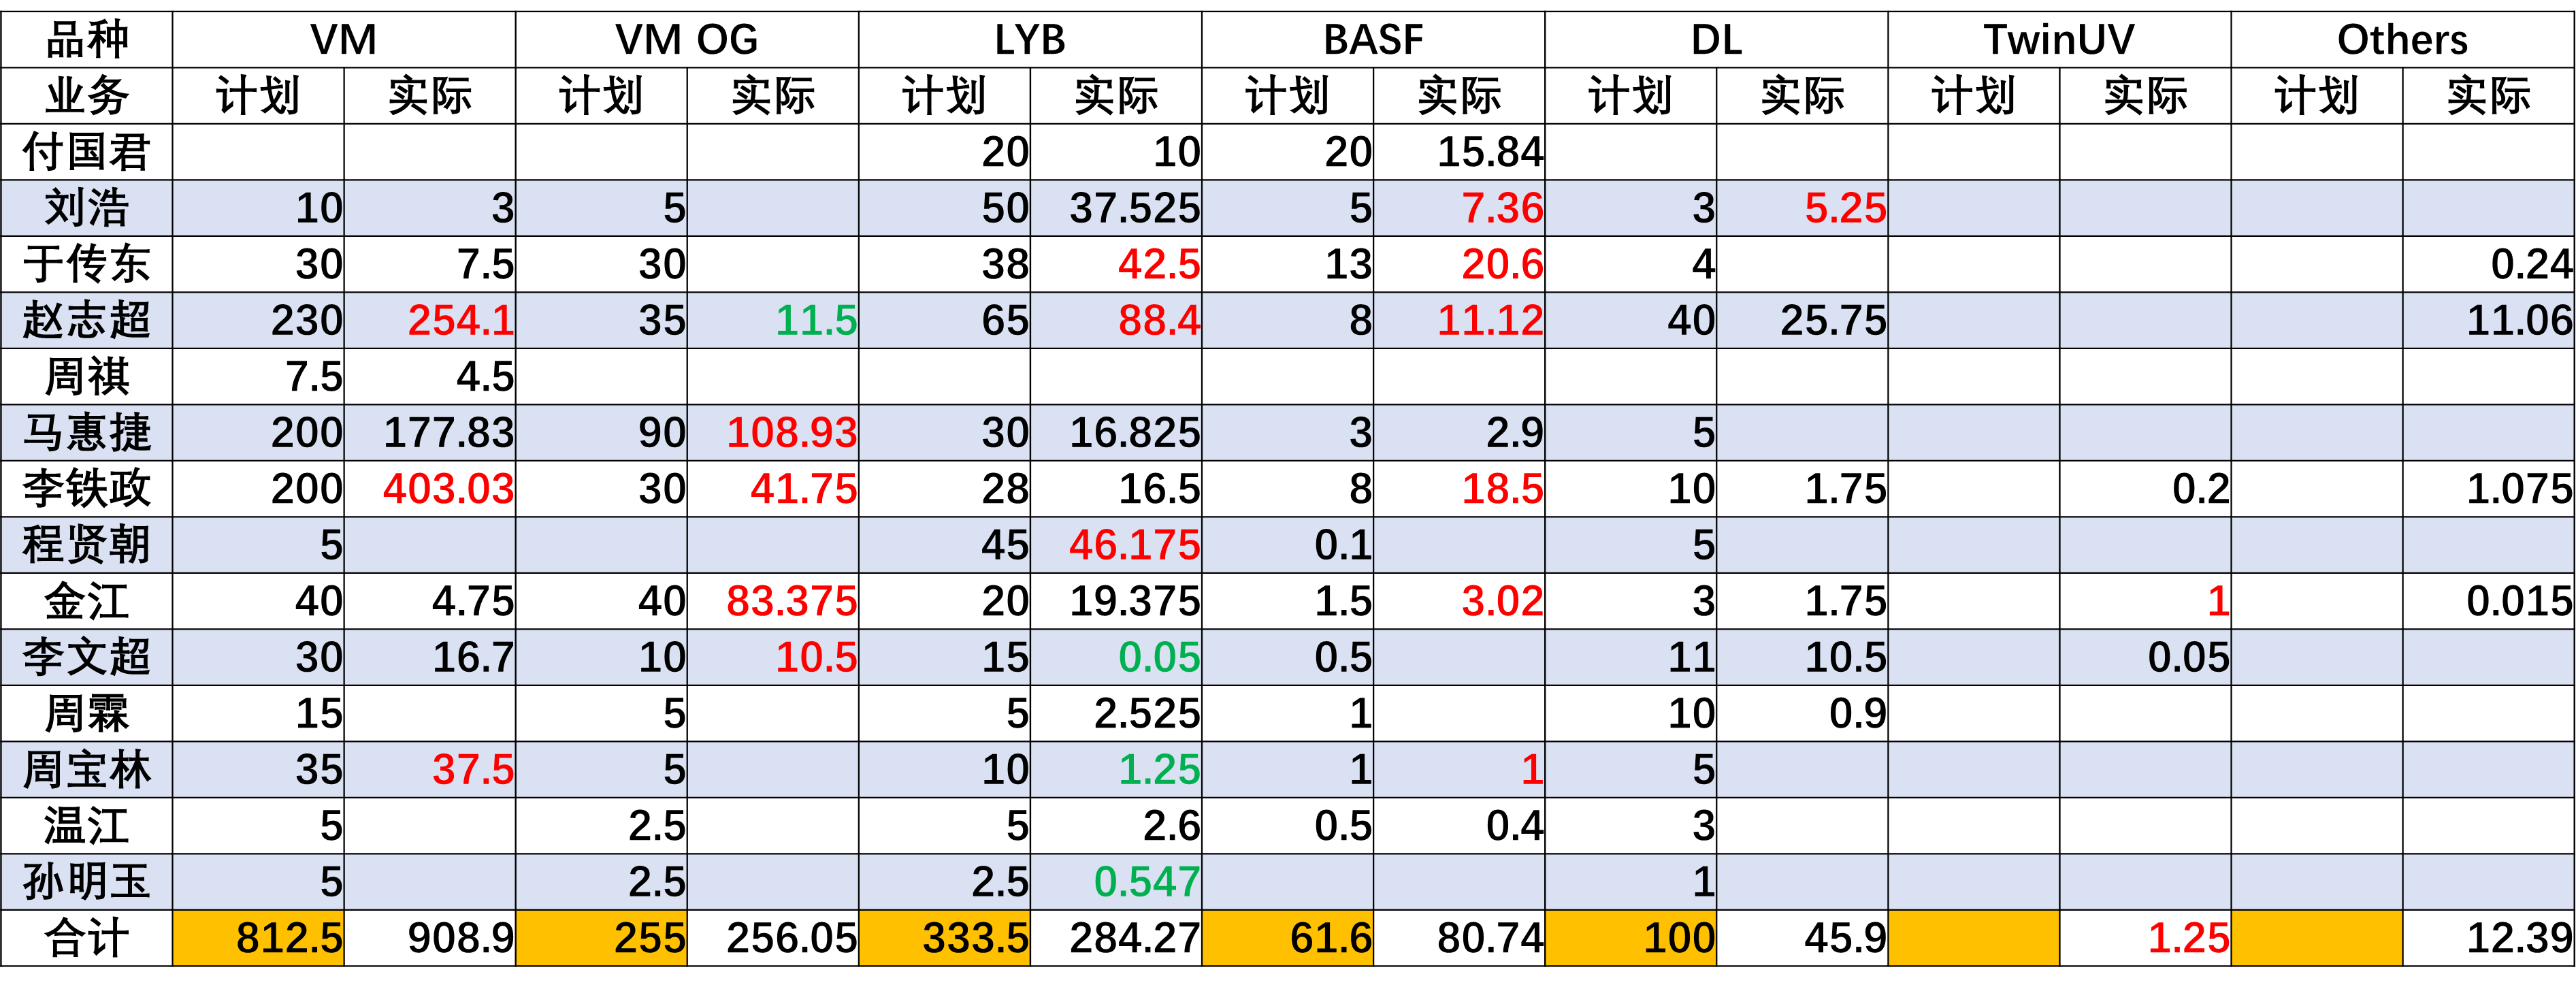 品种 VM VM OG LYB BASF DL TwinUV Others
业务 计划 实际 计划 实际 计划 实际 计划 实际 计划 实际 计划 实际 计划 实际
付国君 20 10 20 15.84
刘浩 10 3 5 50 37.525 5 7.36 3 5.25
于传东 30 7.5 30 38 42.5 13 20.6 4 0.24
赵志超 230 254.1 35 11.5 65 88.4 8 11.12 40 25.75 11.06
周祺 7.5 4.5
马惠捷 200 177.83 90 108.93 30 16.825 3 2.9 5
李铁政 200 403.03 30 41.75 28 16.5 8 18.5 10 1.75 0.2 1.075
程贤朝 5 45 46.175 0.1 5
金江 40 4.75 40 83.375 20 19.375 1.5 3.02 3 1.75 1 0.015
李文超 30 16.7 10 10.5 15 0.05 0.5 11 10.5 0.05
周霖 15 5 5 2.525 1 10 0.9
周宝林 35 37.5 5 10 1.25 1 1 5
温江 5 2.5 5 2.6 0.5 0.4 3
孙明玉 5 2.5 2.5 0.547 1
合计 812.5 908.9 255 256.05 333.5 284.27 61.6 80.74 100 45.9 1.25 12.39